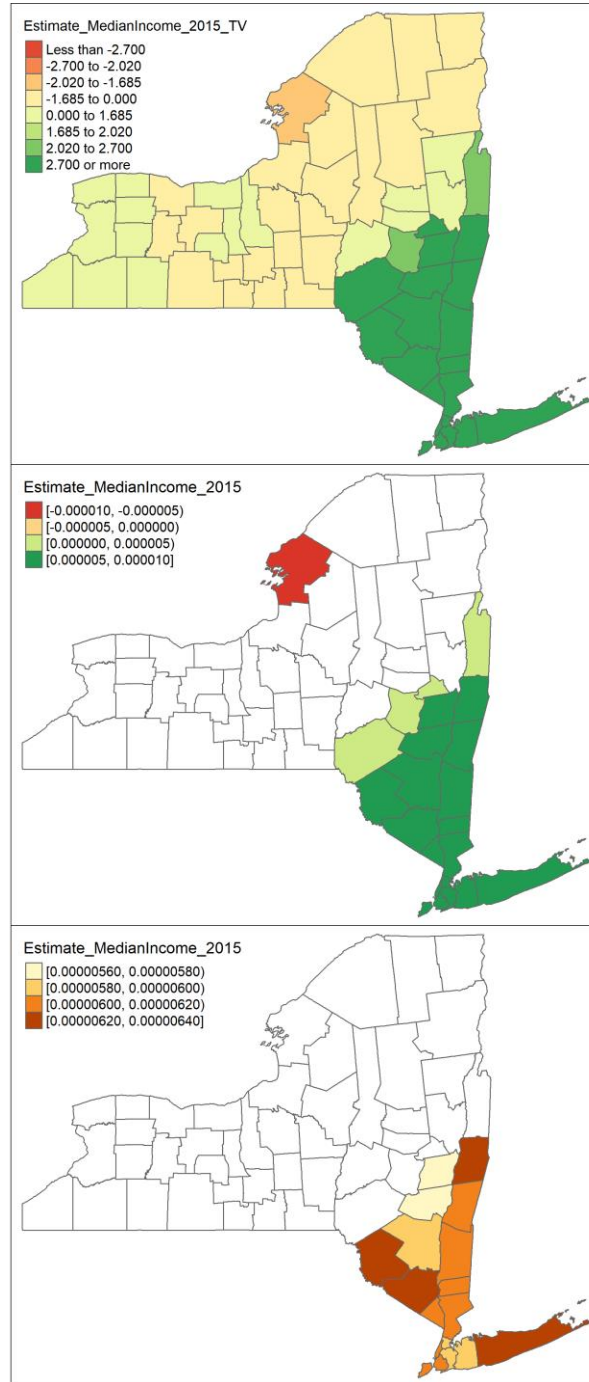 Estimate_MedianIncome_2015_TV
Less than -2.700
-2.700 to -2.020
-2.020 to -1.685
-1.685 to 0.000
0.000 to 1.685
1.685 to 2.020
2.020 to 2.700
2.700 or more
Estimate_MedianIncome_2015
[-0.000010, -0.000005)
[-0.000005, 0.000000)
[0.000000, 0.000005)
[0.000005, 0.000010]
Estimate_MedianIncome_2015
[0.00000560, 0.00000580)
[0.00000580, 0.00000600)
[0.00000600, 0.00000620)
[0.00000620, 0.00000640]